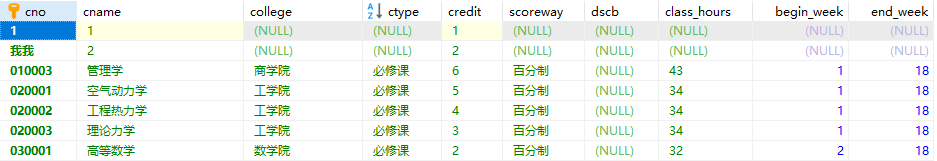 cno cname college ctype credit scoreway dscb class_hours begin_week end_week
1 1 (NULL) (NULL) 1 (NULL) (NULL) (NULL) (NULL) (NULL)
我我 2 (NULL) (NULL) 2 (NULL) (NULL) (NULL) (NULL) (NULL)
010003 管理学 商学院 必修课 6 百分制 (NULL) 43 1 18
020001 空气动力学 工学院 必修课 5 百分制 (NULL) 34 1 18
020002 工程热力学 工学院 必修课 4 百分制 (NULL) 34 1 18
020003 理论力学 工学院 必修课 3 百分制 (NULL) 34 1 18
030001 高等数学 数学院 必修课 2 百分制 (NULL) 32 2 18